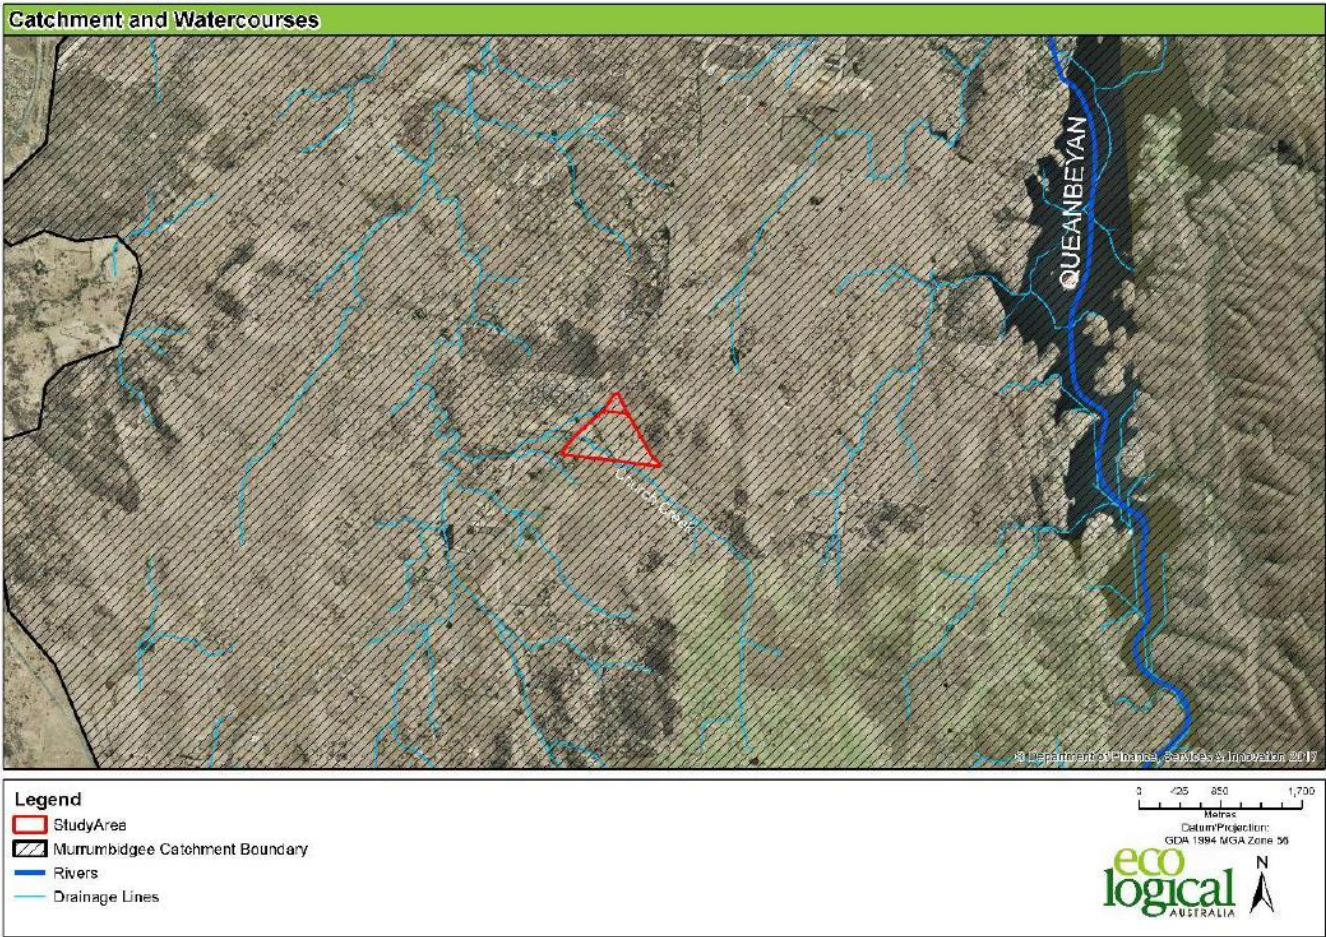 Catchment and Watercourses
QUEANBEYAN
Church Creek
© Department of Finance, Services & Innovation 2017
Legend
StudyArea
Murrumbidgee Catchment Boundary
Rivers
Drainage Lines
0 425 850 1,700
Metres
Datum/Projection:
GDA 1994 MGA Zone 56
N
eco
logical
AUSTRALIA